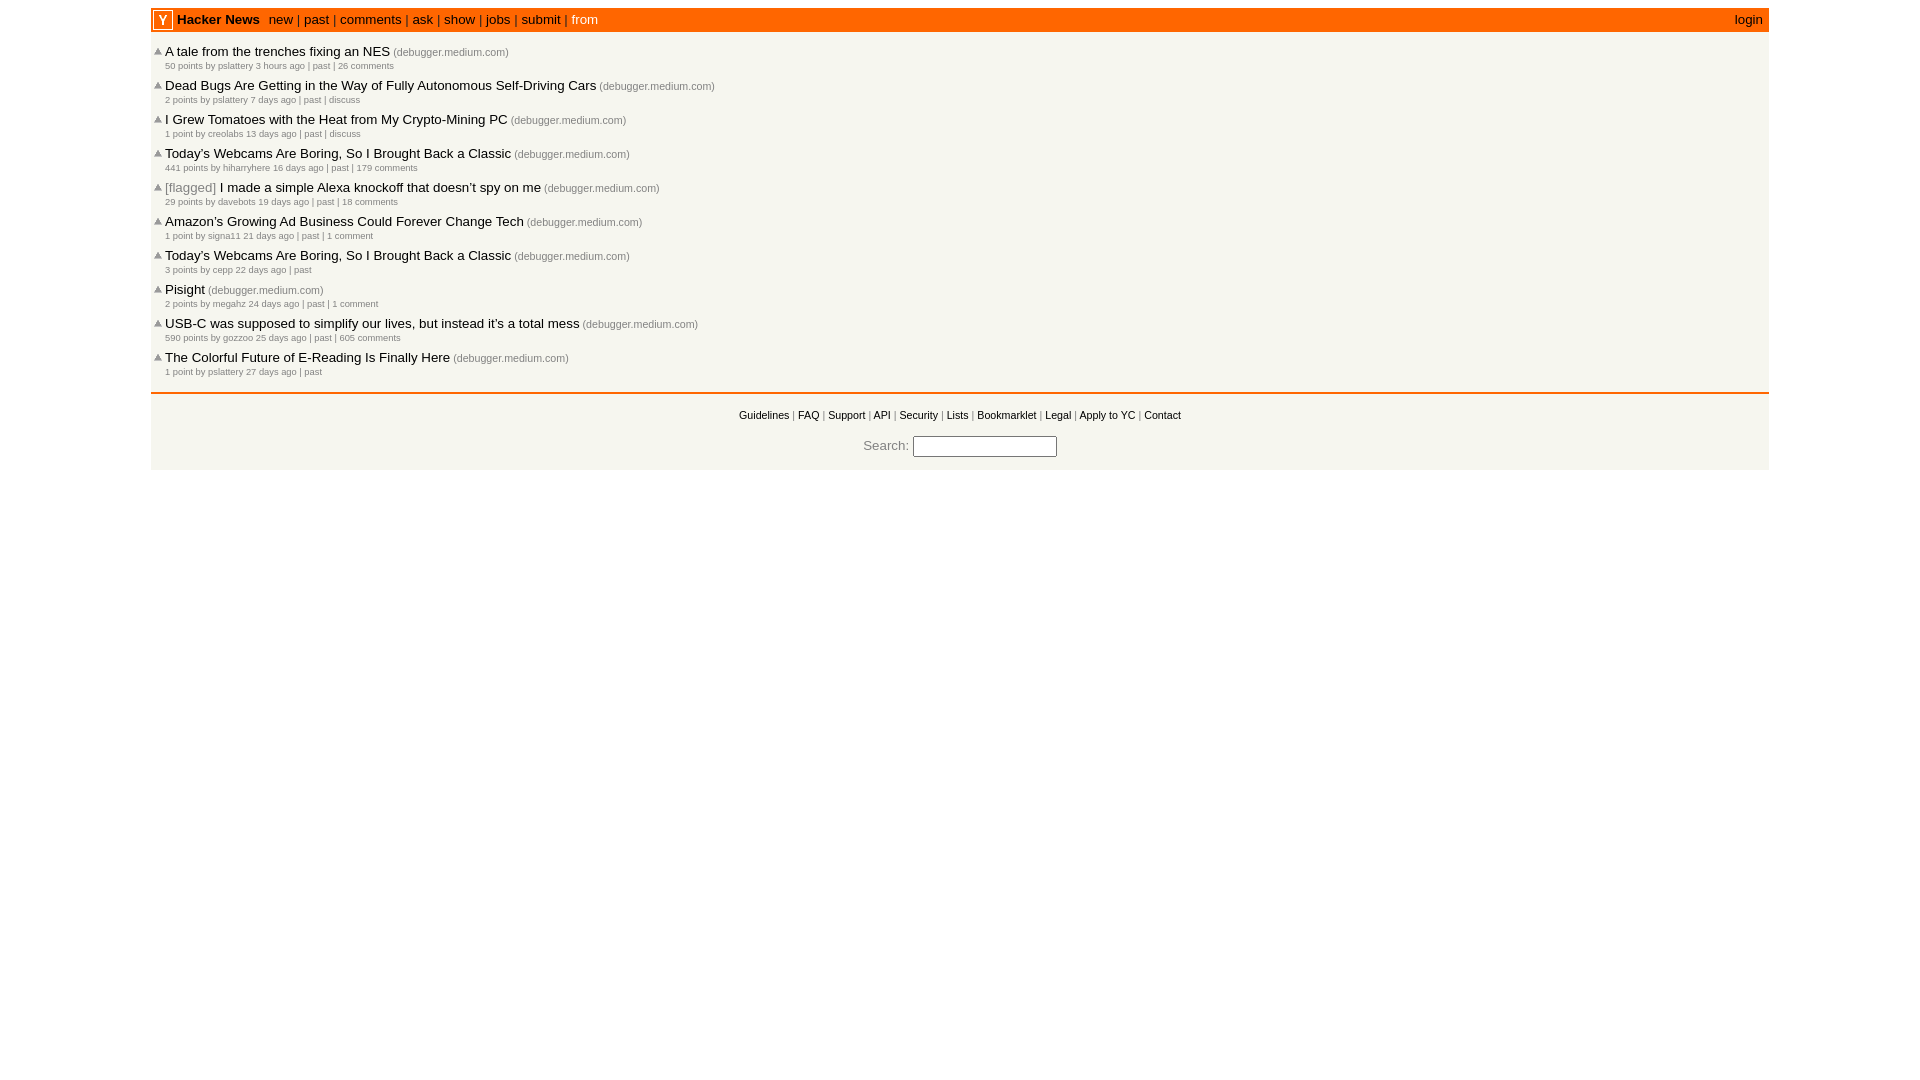 Y Hacker News new | past | comments | ask | show | jobs | submit | from login
A tale from the trenches fixing an NES (debugger.medium.com)
50 points by pslattery 3 hours ago | past | 26 comments
Dead Bugs Are Getting in the Way of Fully Autonomous Self-Driving Cars (debugger.medium.com)
2 points by pslattery 7 days ago | past | discuss
I Grew Tomatoes with the Heat from My Crypto-Mining PC (debugger.medium.com)
1 point by creolabs 13 days ago | past | discuss
Today’s Webcams Are Boring, So I Brought Back a Classic (debugger.medium.com)
441 points by hiharryhere 16 days ago | past | 179 comments
[flagged] I made a simple Alexa knockoff that doesn’t spy on me (debugger.medium.com)
29 points by davebots 19 days ago | past | 18 comments
Amazon’s Growing Ad Business Could Forever Change Tech (debugger.medium.com)
1 point by signa11 21 days ago | past | 1 comment
Today’s Webcams Are Boring, So I Brought Back a Classic (debugger.medium.com)
3 points by cepp 22 days ago | past
Pisight (debugger.medium.com)
2 points by megahz 24 days ago | past | 1 comment
USB-C was supposed to simplify our lives, but instead it’s a total mess (debugger.medium.com)
590 points by gozzoo 25 days ago | past | 605 comments
The Colorful Future of E-Reading Is Finally Here (debugger.medium.com)
1 point by pslattery 27 days ago | past
Guidelines | FAQ | Support | API | Security | Lists | Bookmarklet | Legal | Apply to YC | Contact
Search: